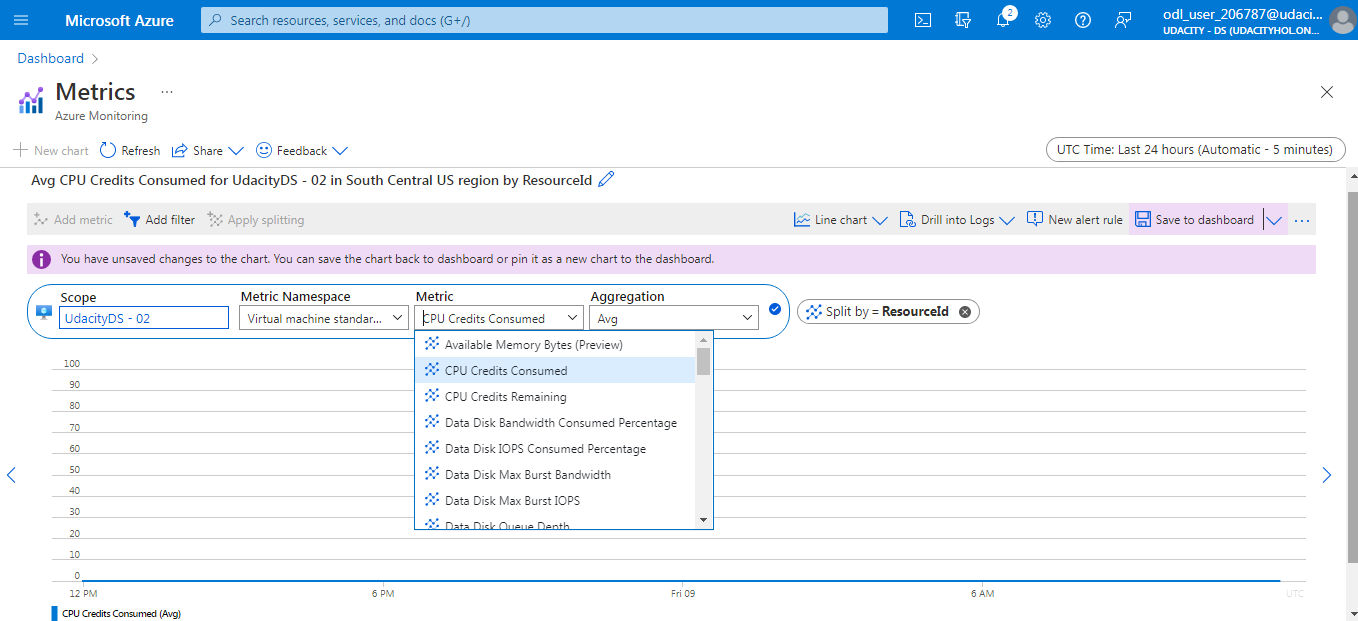 Microsoft Azure
Search resources, services, and docs (G+/)
2
odl_user_206787@udaci...
UDACITY - DS (UDACITYHOL.ON...
Dashboard
Metrics
...
Azure Monitoring
New chart
Refresh
Share
Feedback
UTC Time: Last 24 hours (Automatic - 5 minutes)
Avg CPU Credits Consumed for UdacityDS - 02 in South Central US region by ResourceId
Add metric
Add filter
Apply splitting
Line chart
Drill into Logs
New alert rule
Save to dashboard
...
You have unsaved changes to the chart. You can save the chart back to dashboard or pin it as a new chart to the dashboard.
Scope
UdacityDS - 02
Metric Namespace
Virtual machine standar...
Metric
CPU Credits Consumed
Aggregation
Avg
Split by = ResourceId
Available Memory Bytes (Preview)
CPU Credits Consumed
CPU Credits Remaining
Data Disk Bandwidth Consumed Percentage
Data Disk IOPS Consumed Percentage
Data Disk Max Burst Bandwidth
Data Disk Max Burst IOPS
Data Disk Queue Depth
100
90
80
70
60
50
40
30
20
10
0
12 PM
6 PM
Fri 09
6 AM
UTC
CPU Credits Consumed (Avg)